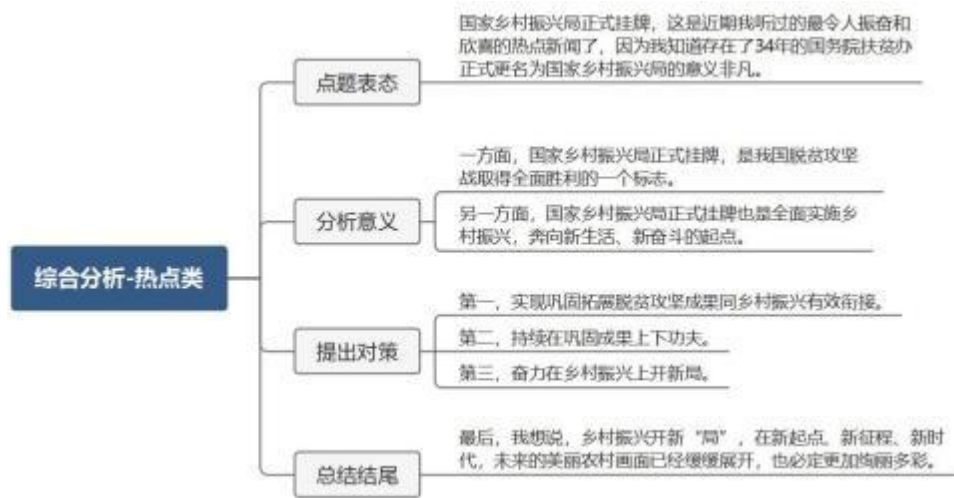 国家乡村振兴局正式挂牌，这是近期我听过的最令人振奋和
欣喜的热点新闻了，因为我知道存在了34年的国务院扶贫办
正式更名为国家乡村振兴局的意义非凡。
点题表态
一方面，国家乡村振兴局正式挂牌，是我国脱贫攻坚
战取得全面胜利的一个标志。
分析意义
另一方面，国家乡村振兴局正式挂牌也是全面实施乡
村振兴，奔向新生活、新奋斗的起点。
综合分析-热点类
第一，实现巩固拓展脱贫攻坚成果同乡村振兴有效衔接。
提出对策
第二，持续在巩固成果上下功夫。
第三，奋力在乡村振兴上开新局。
最后，我想说，乡村振兴开新“局”，在新起点、新征程、新时
代，未来的美丽农村画面已经缓缓展开，也必定更加绚丽多彩。
总结结尾